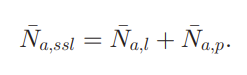 N̄a,ssl = N̄a,l + N̄a,p.